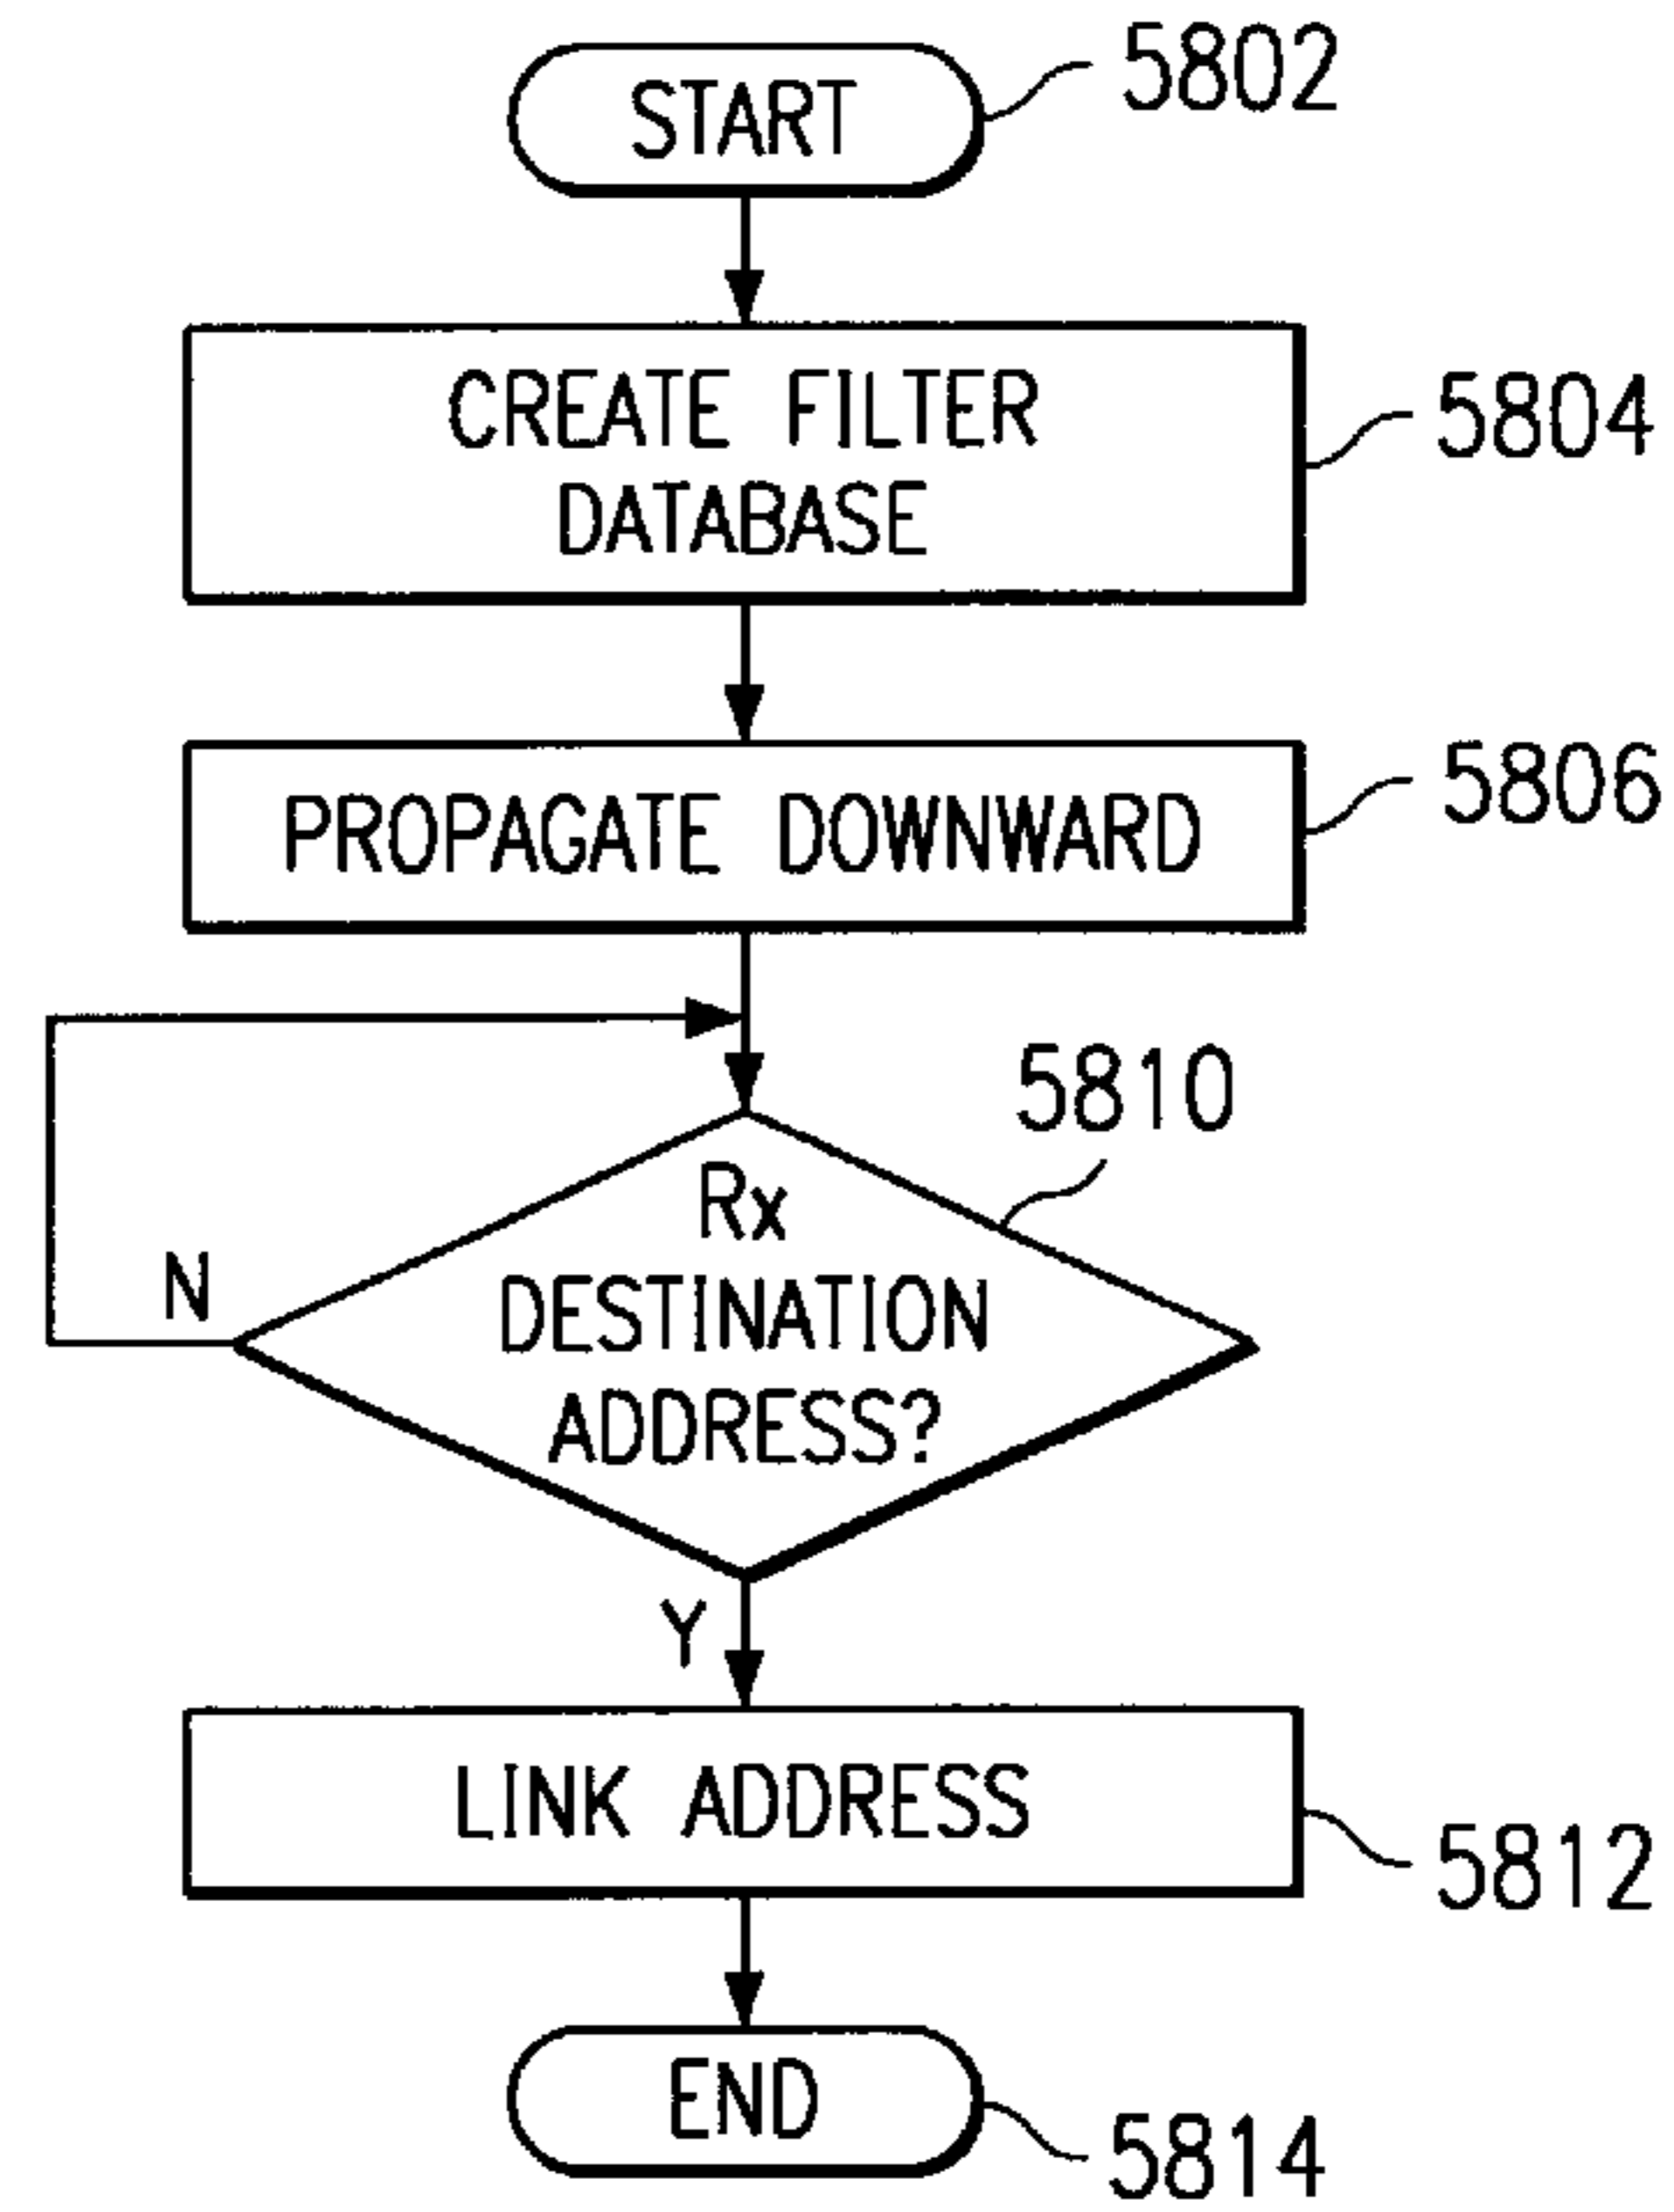 START
5802
CREATE FILTER
DATABASE
5804
PROPAGATE DOWNWARD
5806
5810
Rx
DESTINATION
ADDRESS?
N
Y
LINK ADDRESS
5812
END
5814